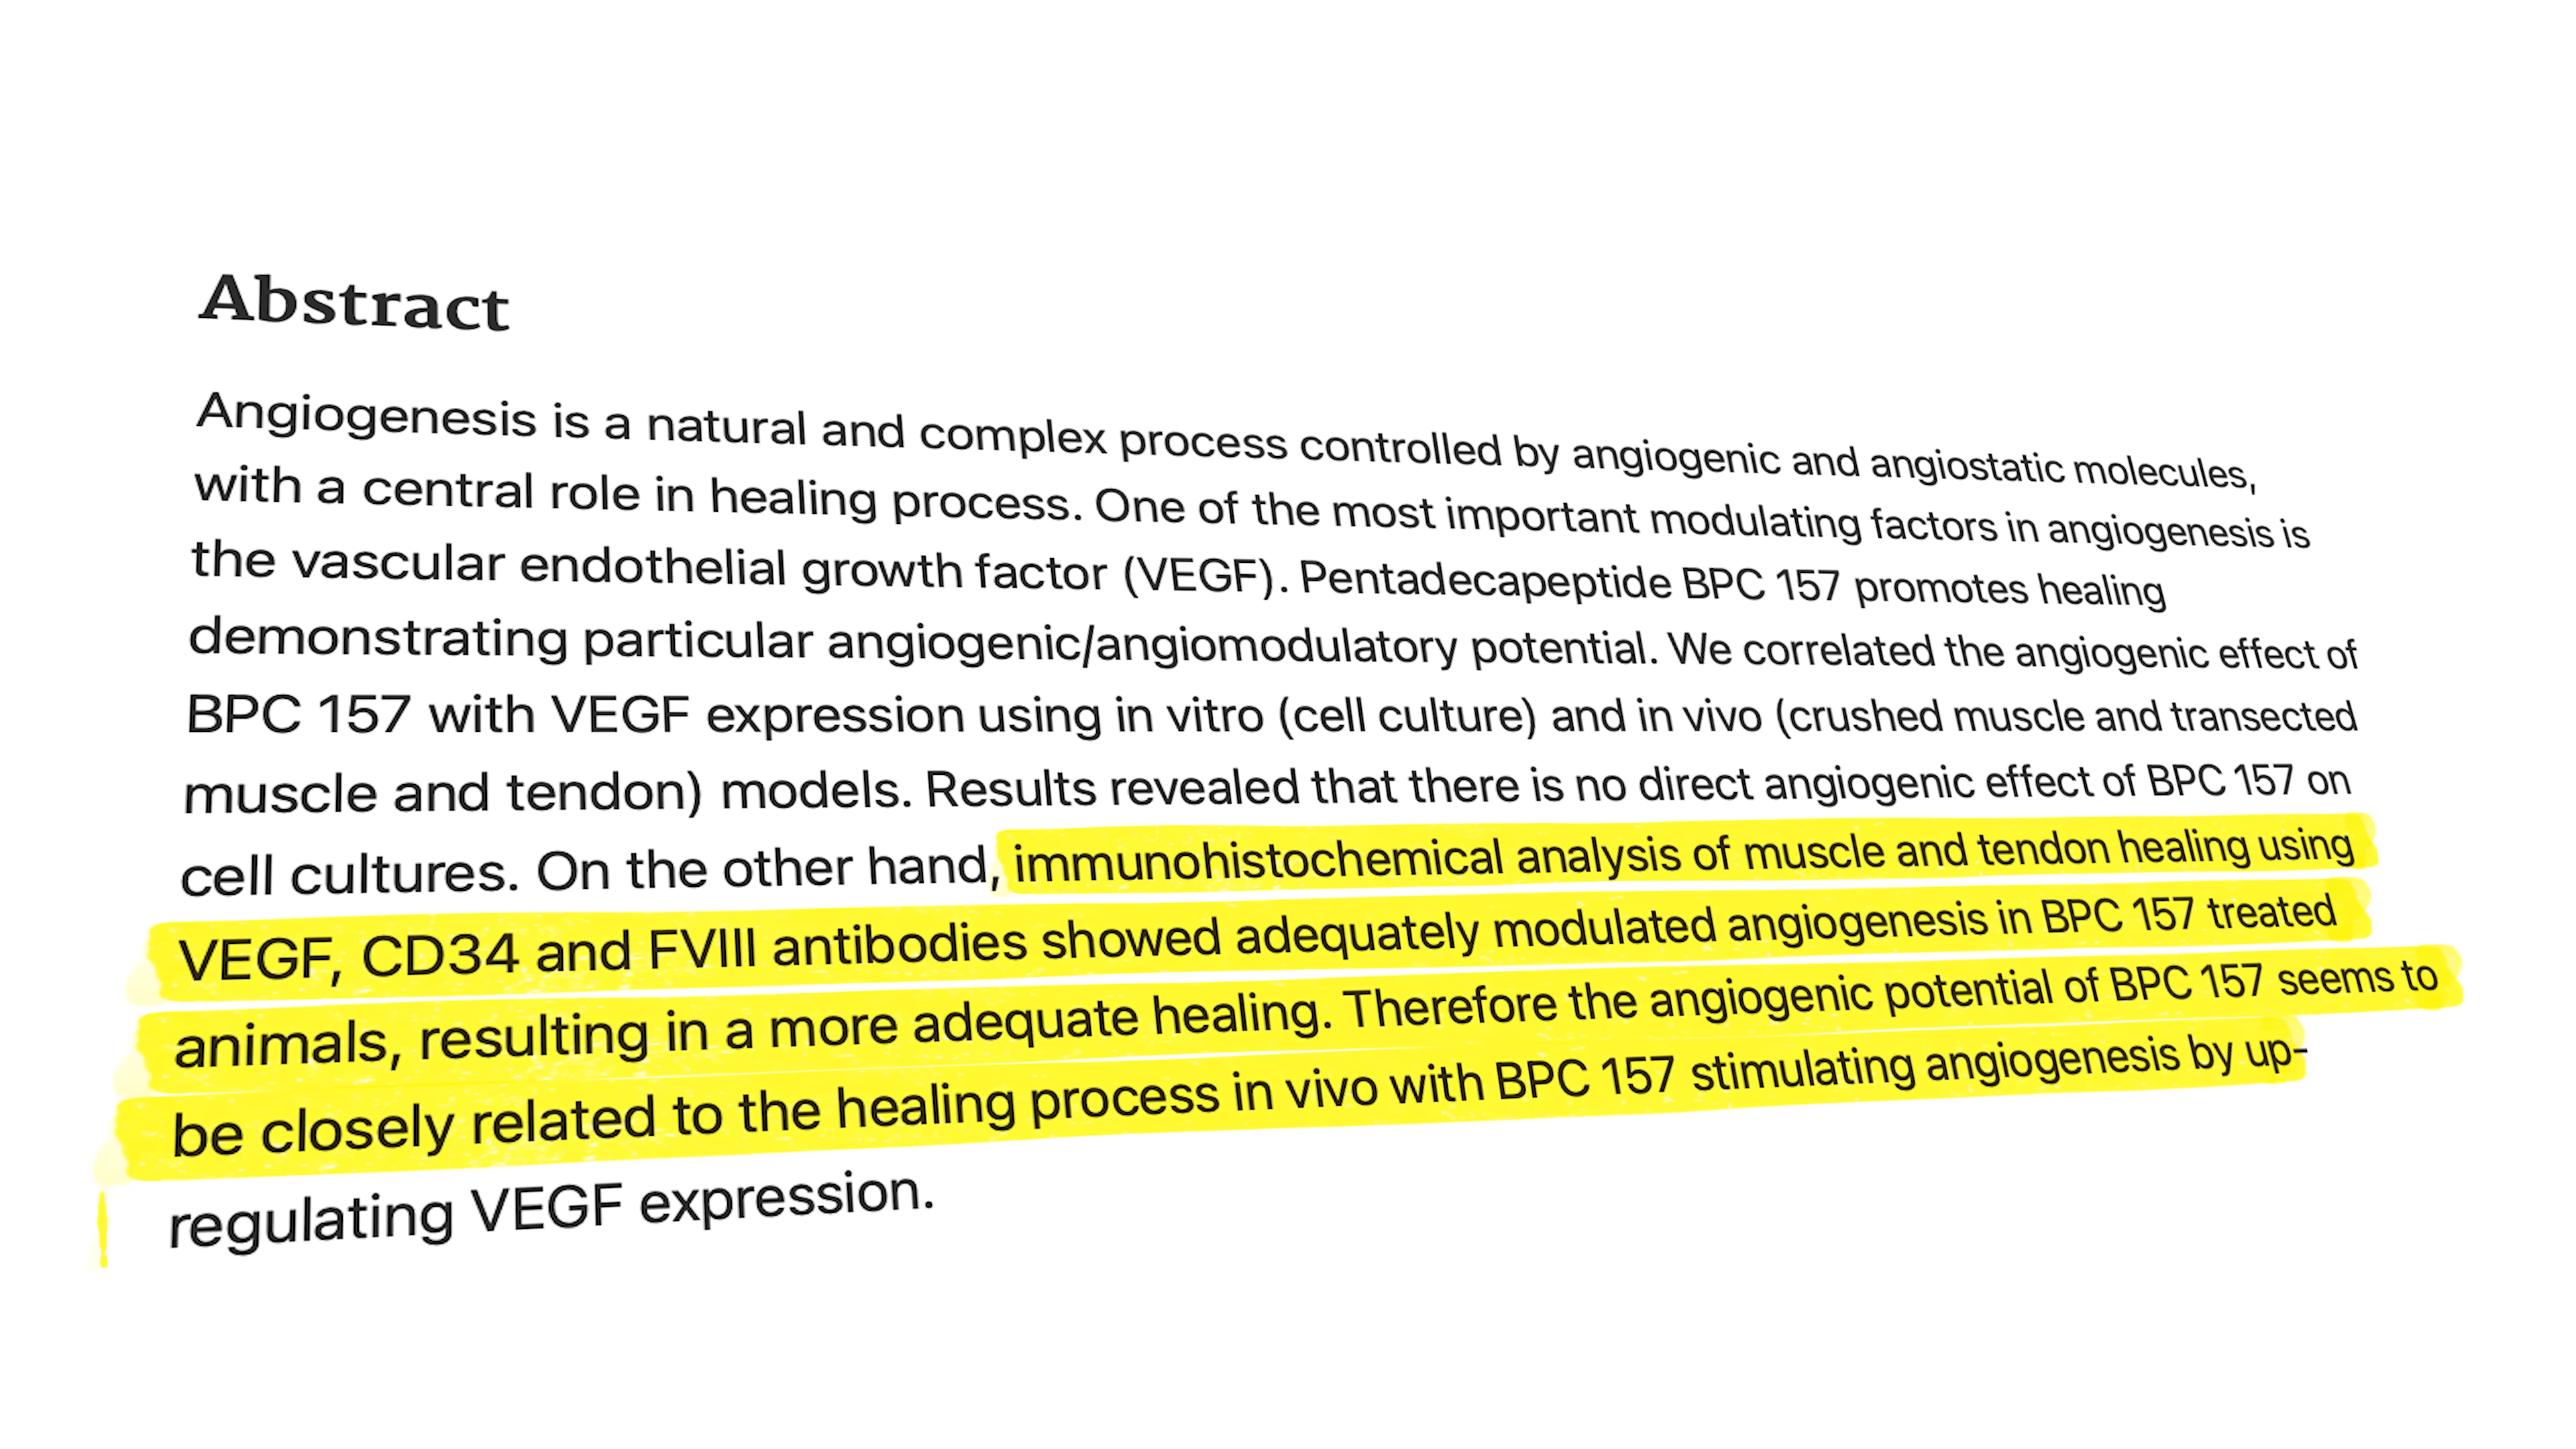 Abstract
Angiogenesis is a natural and complex process controlled by angiogenic and angiostatic molecules,
with a central role in healing process. One of the most important modulating factors in angiogenesis is
the vascular endothelial growth factor (VEGF). Pentadecapeptide BPC 157 promotes healing
demonstrating particular angiogenic/angiomodulatory potential. We correlated the angiogenic effect of
BPC 157 with VEGF expression using in vitro (cell culture) and in vivo (crushed muscle and transected
muscle and tendon) models. Results revealed that there is no direct angiogenic effect of BPC 157 on
cell cultures. On the other hand, immunohistochemical analysis of muscle and tendon healing using
VEGF, CD34 and FVIII antibodies showed adequately modulated angiogenesis in BPC 157 treated
animals, resulting in a more adequate healing. Therefore the angiogenic potential of BPC 157 seems to
be closely related to the healing process in vivo with BPC 157 stimulating angiogenesis by up-
regulating VEGF expression.